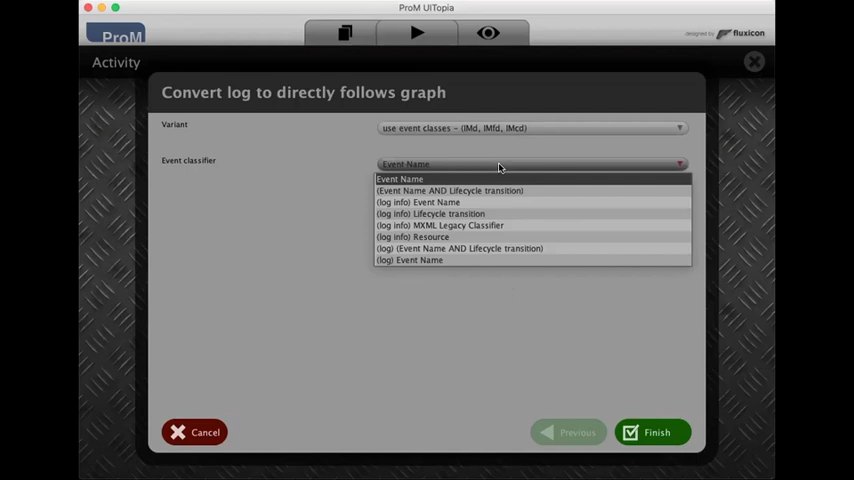 ProM UITopia
ProM
designed by fluxicon
Activity
Convert log to directly follows graph
Variant
use event classes - (IMd, IMfd, IMcd)
Event classifier
Event Name
Event Name
(Event Name AND Lifecycle transition)
(log info) Event Name
(log info) Lifecycle transition
(log info) MXML Legacy Classifier
(log info) Resource
(log) (Event Name AND Lifecycle transition)
(log) Event Name
Cancel
Previous
Finish